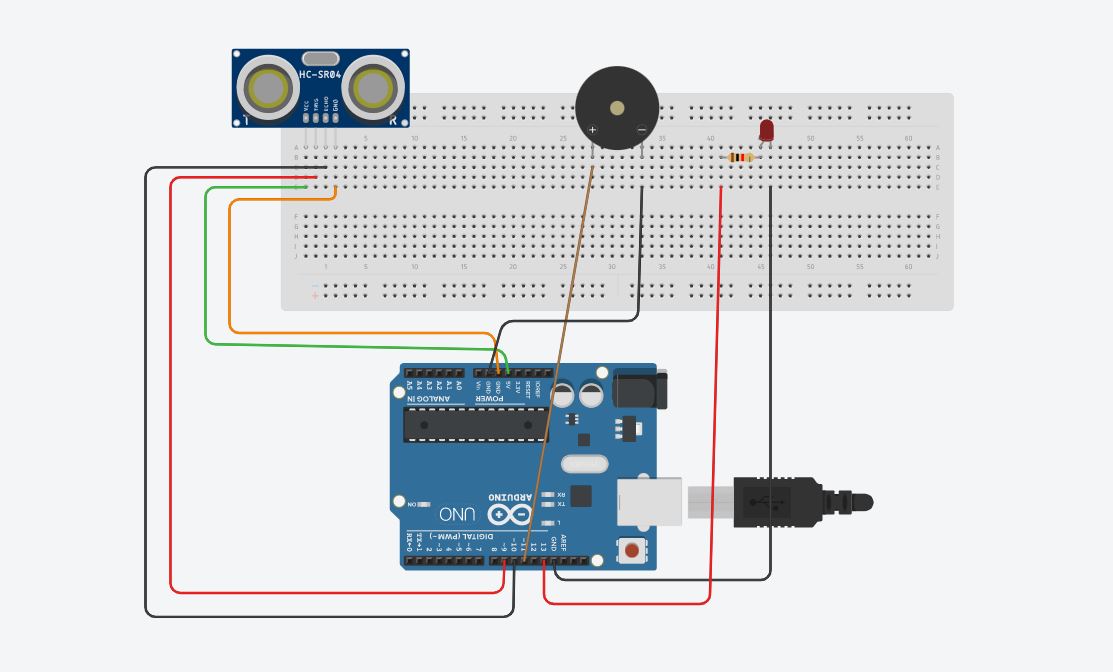 HC-SR04
VCC
TRIG
ECHO
GND
T
R
+
−
1 5 10 15 20 25 30 35 40 45 50 55 60
A
B
C
D
E
F
G
H
I
J
1 5 10 15 20 25 30 35 40 45 50 55 60
−
+
A5 A4 A3 A2 A1 A0
Vin GND GND 5V 3.3V RESET IOREF
ANALOG IN
POWER
ON
UNO
ARDUINO
RX
TX
L
DIGITAL (PWM~)
RX←0 TX→1 2 ~3 4 ~5 ~6 7 8 ~9 ~10 ~11 12 13 GND AREF